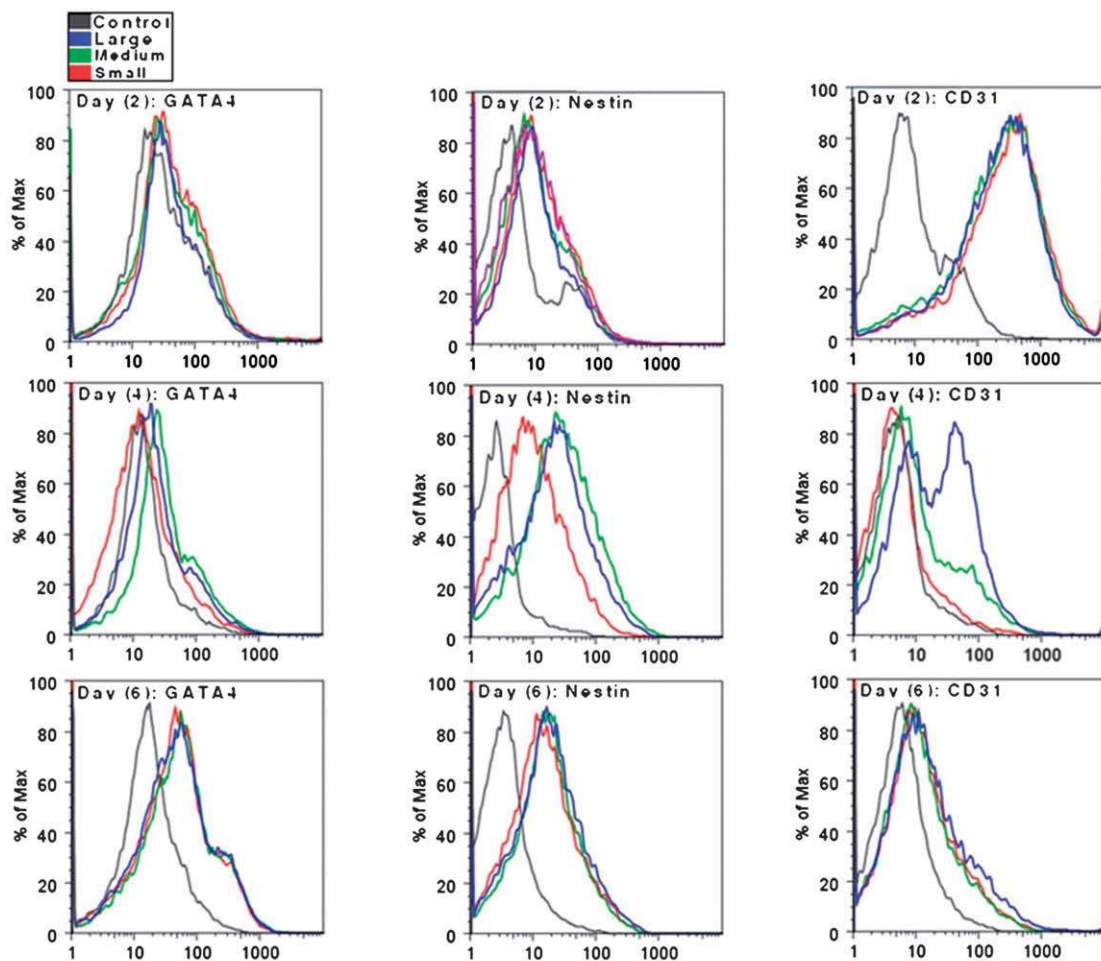 Control
Large
Medium
Small
Day (2): GATA4
Day (2): Nestin
Day (2): CD31
% of Max
100
80
60
40
20
0
1 10 100 1000
% of Max
100
80
60
40
20
0
1 10 100 1000
% of Max
100
80
60
40
20
0
1 10 100 1000
Day (4): GATA4
Day (4): Nestin
Day (4): CD31
% of Max
100
80
60
40
20
0
1 10 100 1000
% of Max
100
80
60
40
20
0
1 10 100 1000
% of Max
100
80
60
40
20
0
1 10 100 1000
Day (6): GATA4
Day (6): Nestin
Day (6): CD31
% of Max
100
80
60
40
20
0
1 10 100 1000
% of Max
100
80
60
40
20
0
1 10 100 1000
% of Max
100
80
60
40
20
0
1 10 100 1000